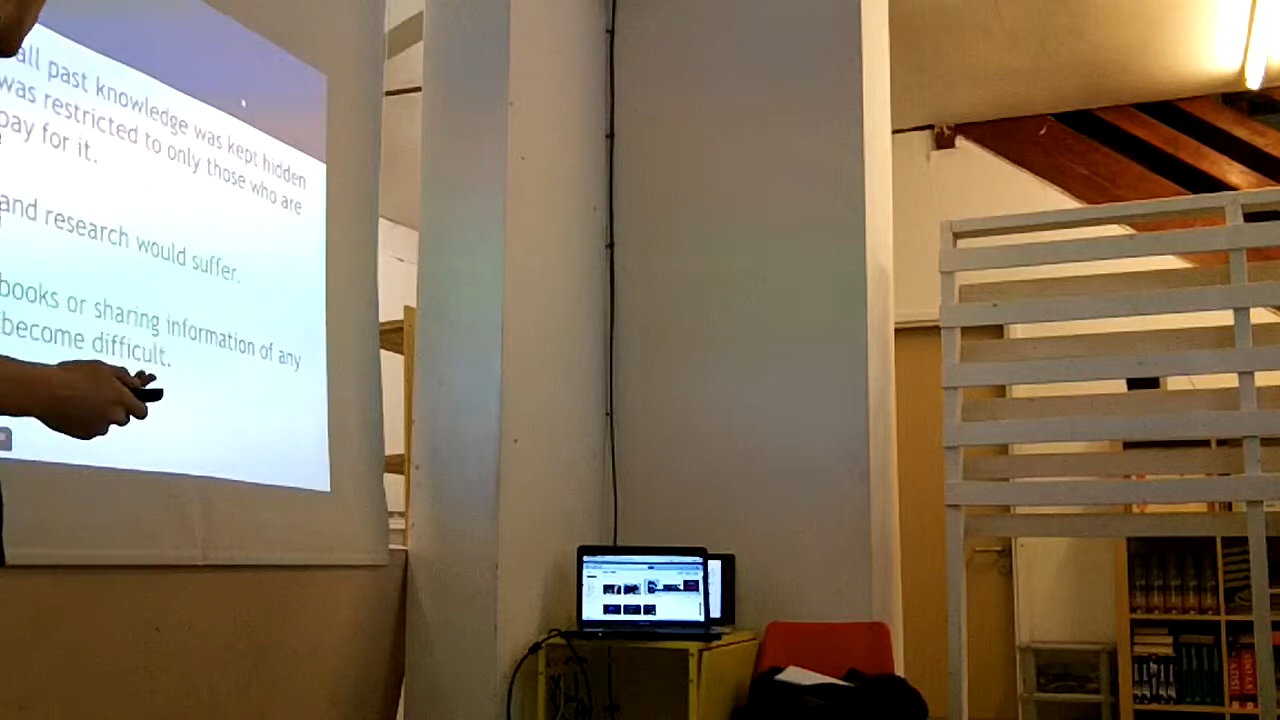 all past knowledge was kept hidden
was restricted to only those who are
pay for it.
and research would suffer.
books or sharing information of any
become difficult.